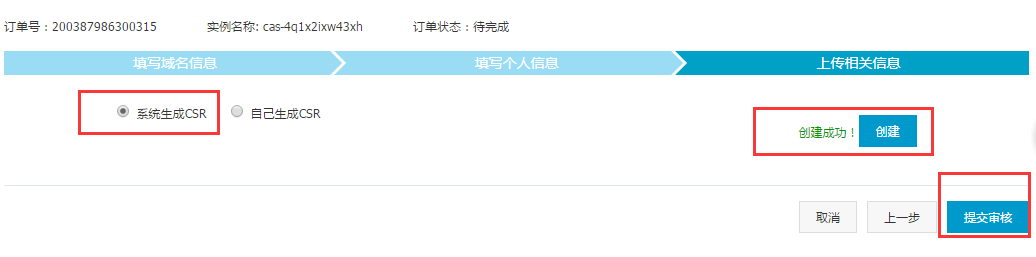 订单号：200387986300315 实例名称: cas-4q1x2ixw43xh 订单状态：待完成
填写域名信息 填写个人信息 上传相关信息
系统生成CSR 自己生成CSR
创建成功！ 创建
取消 上一步 提交审核